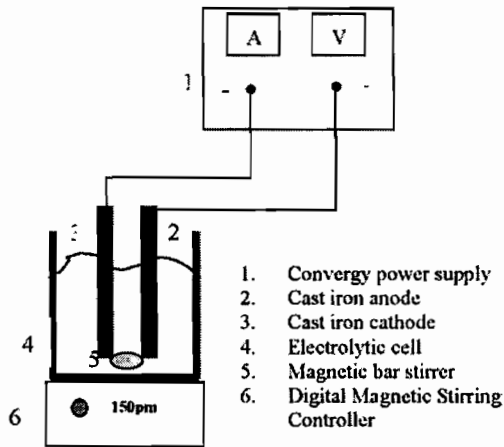 A V
1 - -
3 2
4
5
6 150pm
1. Convergy power supply
2. Cast iron anode
3. Cast iron cathode
4. Electrolytic cell
5. Magnetic bar stirrer
6. Digital Magnetic Stirring
Controller